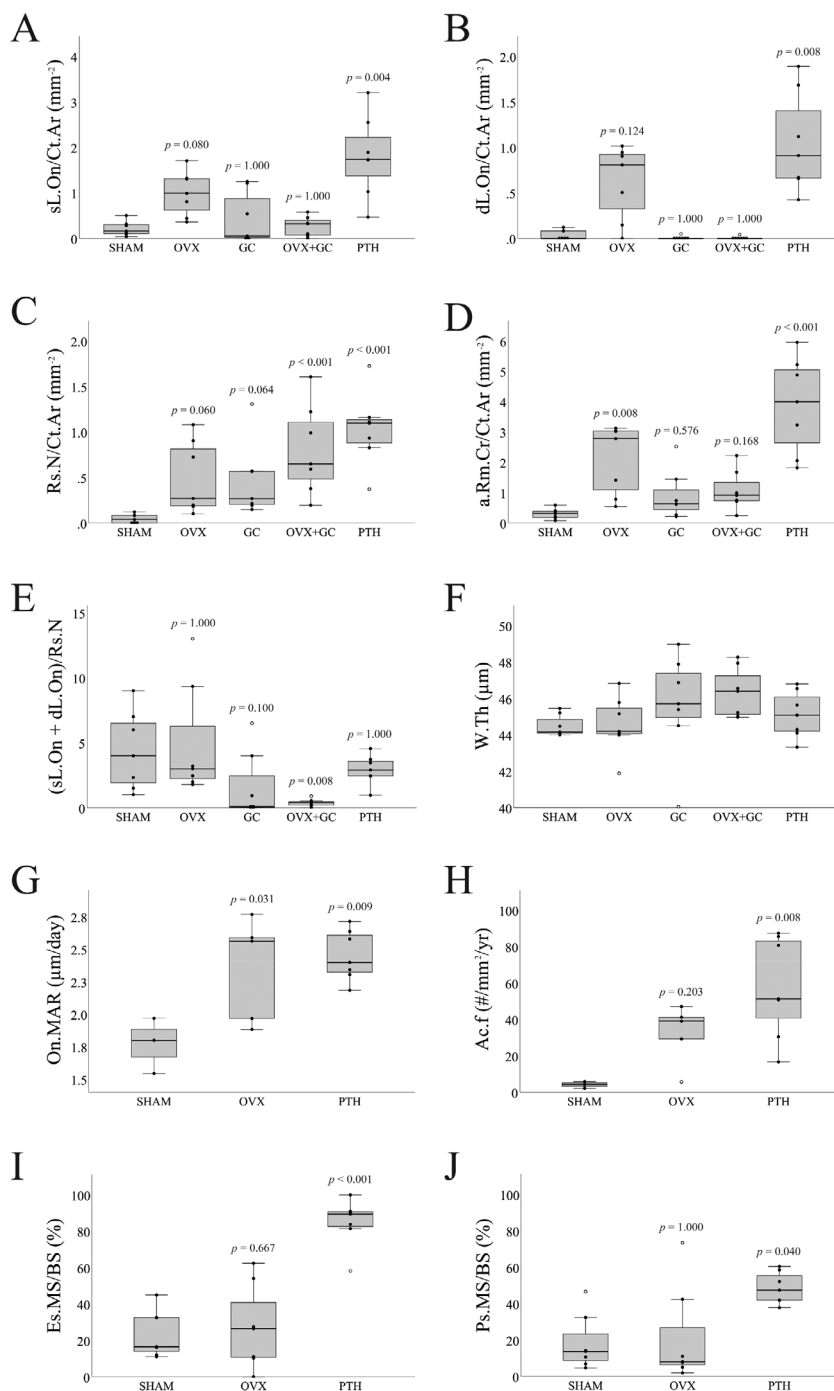 A
sL.On/Ct.Ar (mm⁻²)
4
3
2
1
0
p = 0.080
p = 1.000
p = 1.000
p = 0.004
SHAM OVX GC OVX+GC PTH
B
dL.On/Ct.Ar (mm⁻²)
2.0
1.5
1.0
.5
.0
p = 0.124
p = 1.000
p = 1.000
p = 0.008
SHAM OVX GC OVX+GC PTH
C
Rs.N/Ct.Ar (mm⁻²)
2.0
1.5
1.0
.5
.0
p = 0.060
p = 0.064
p < 0.001
p < 0.001
SHAM OVX GC OVX+GC PTH
D
a.Rm.Cr/Ct.Ar (mm⁻²)
6
5
4
3
2
1
0
p = 0.008
p = 0.576
p = 0.168
p < 0.001
SHAM OVX GC OVX+GC PTH
E
(sL.On + dL.On)/Rs.N
15
13
10
5
0
p = 1.000
p = 0.100
p = 0.008
p = 1.000
SHAM OVX GC OVX+GC PTH
F
W.Th (µm)
50
48
46
44
42
40
SHAM OVX GC OVX+GC PTH
G
On.MAR (µm/day)
2.8
2.5
2.3
2.0
1.8
1.5
p = 0.031
p = 0.009
SHAM OVX PTH
H
Ac.f (#/mm²/yr)
100
80
60
40
20
0
p = 0.203
p = 0.008
SHAM OVX PTH
I
Es.MS/BS (%)
100
80
60
40
20
0
p = 0.667
p < 0.001
SHAM OVX PTH
J
Ps.MS/BS (%)
100
80
60
40
20
0
p = 1.000
p = 0.040
SHAM OVX PTH